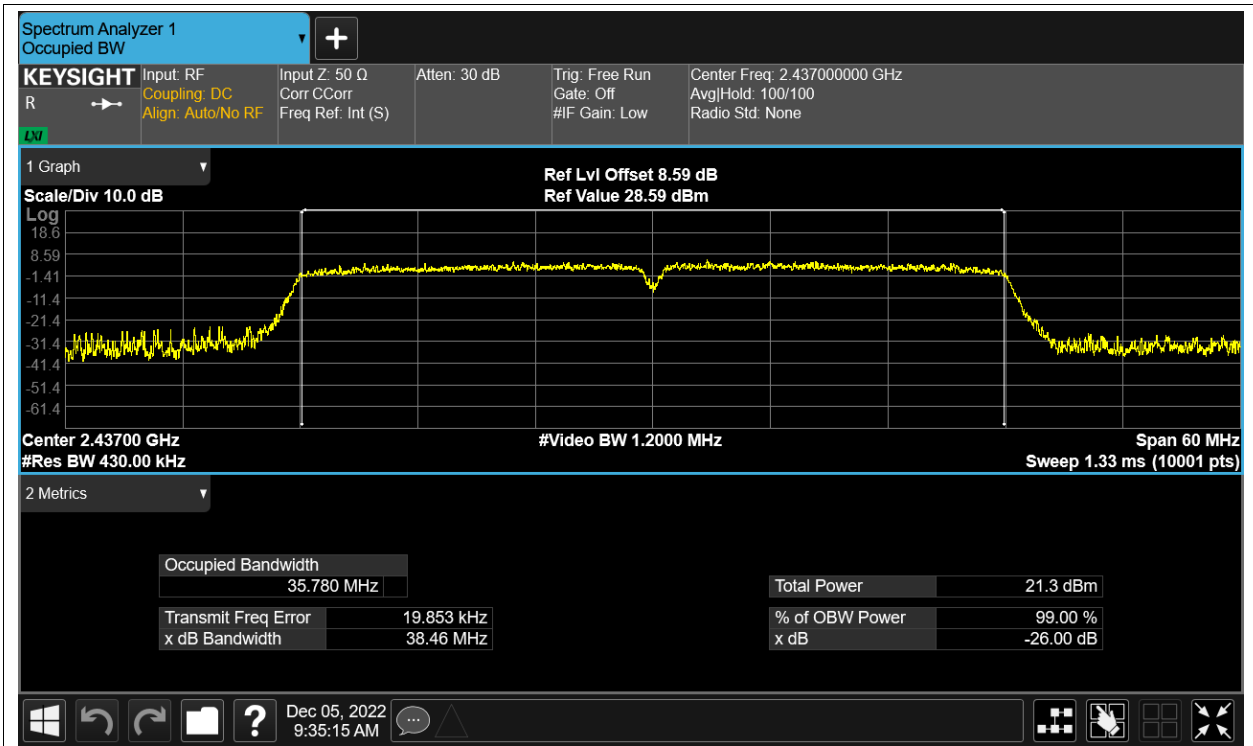 Spectrum Analyzer 1
Occupied BW
KEYSIGHT
R
LXI
Input: RF
Coupling: DC
Align: Auto/No RF
Input Z: 50 Ω
Corr CCorr
Freq Ref: Int (S)
Atten: 30 dB
Trig: Free Run
Gate: Off
#IF Gain: Low
Center Freq: 2.437000000 GHz
Avg|Hold: 100/100
Radio Std: None
1 Graph
Scale/Div 10.0 dB
Ref Lvl Offset 8.59 dB
Ref Value 28.59 dBm
Log
18.6
8.59
-1.41
-11.4
-21.4
-31.4
-41.4
-51.4
-61.4
Center 2.43700 GHz
#Video BW 1.2000 MHz
Span 60 MHz
#Res BW 430.00 kHz
Sweep 1.33 ms (10001 pts)
2 Metrics
Occupied Bandwidth
35.780 MHz
Total Power 21.3 dBm
Transmit Freq Error 19.853 kHz
% of OBW Power 99.00 %
x dB Bandwidth 38.46 MHz
x dB -26.00 dB
?
Dec 05, 2022
9:35:15 AM